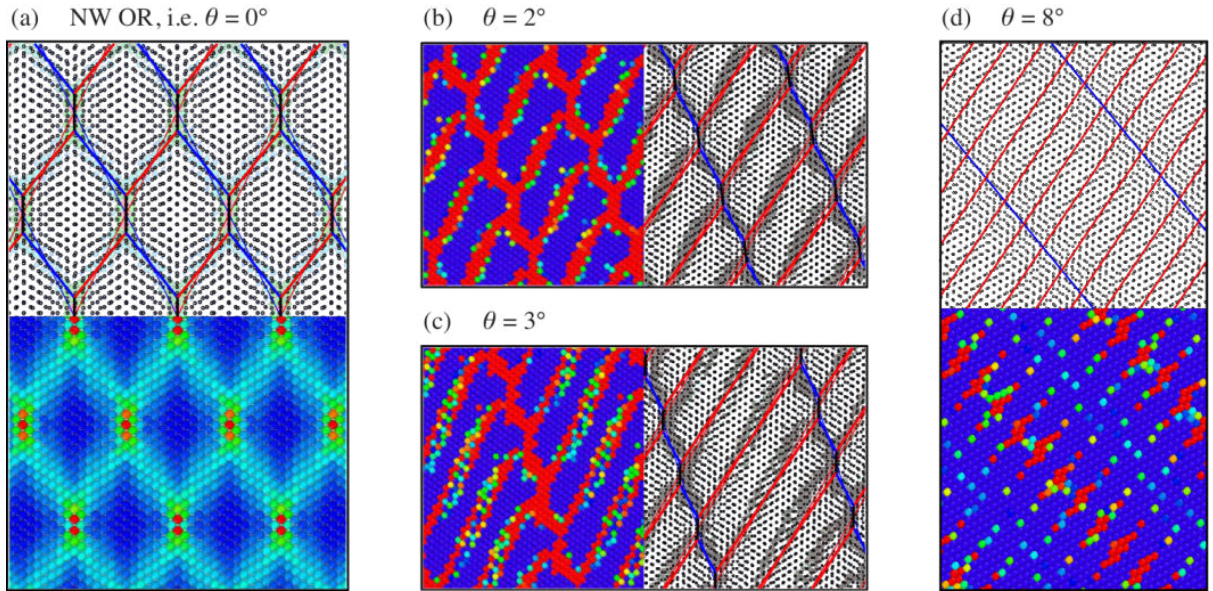 (a) NW OR, i.e. θ = 0°
(b) θ = 2°
(c) θ = 3°
(d) θ = 8°